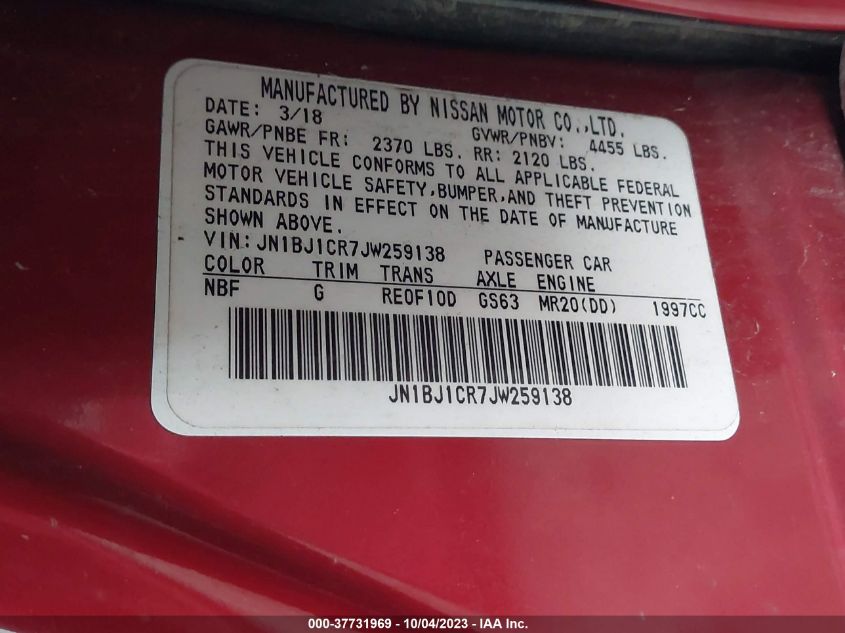 MANUFACTURED BY NISSAN MOTOR CO.,LTD.
DATE: 3/18 GVWR/PNBV: 4455 LBS.
GAWR/PNBE FR: 2370 LBS. RR: 2120 LBS.
THIS VEHICLE CONFORMS TO ALL APPLICABLE FEDERAL
MOTOR VEHICLE SAFETY,BUMPER,AND THEFT PREVENTION
STANDARDS IN EFFECT ON THE DATE OF MANUFACTURE
SHOWN ABOVE.
VIN:JN1BJ1CR7JW259138 PASSENGER CAR
COLOR TRIM TRANS AXLE ENGINE
NBF G RE0F10D GS63 MR20(DD) 1997CC
JN1BJ1CR7JW259138
000-37731969 - 10/04/2023 - IAA Inc.